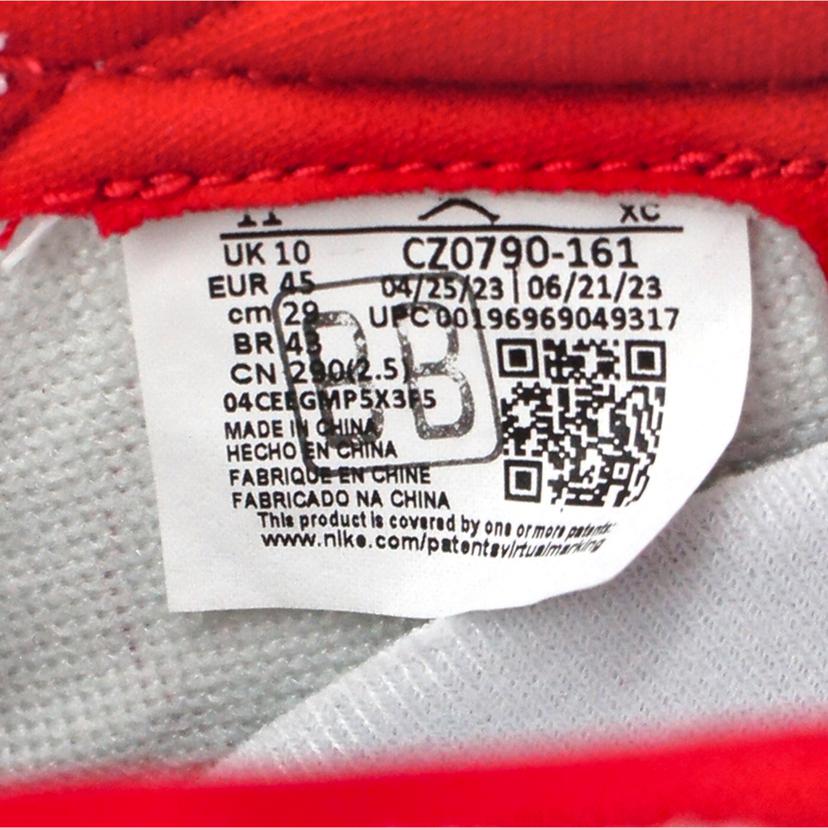 11 XC
UK 10 CZ0790-161
EUR 45 04/25/23 | 06/21/23
cm 29 UPC 00196969049317
BR 43
CN 290(2.5)
MADE IN CHINA
HECHO EN CHINA
FABRIQUE EN CHINE
FABRICADO NA CHINA
This product is covered by one or more patents:
www.nike.com/patentsvirtualmarking
BB